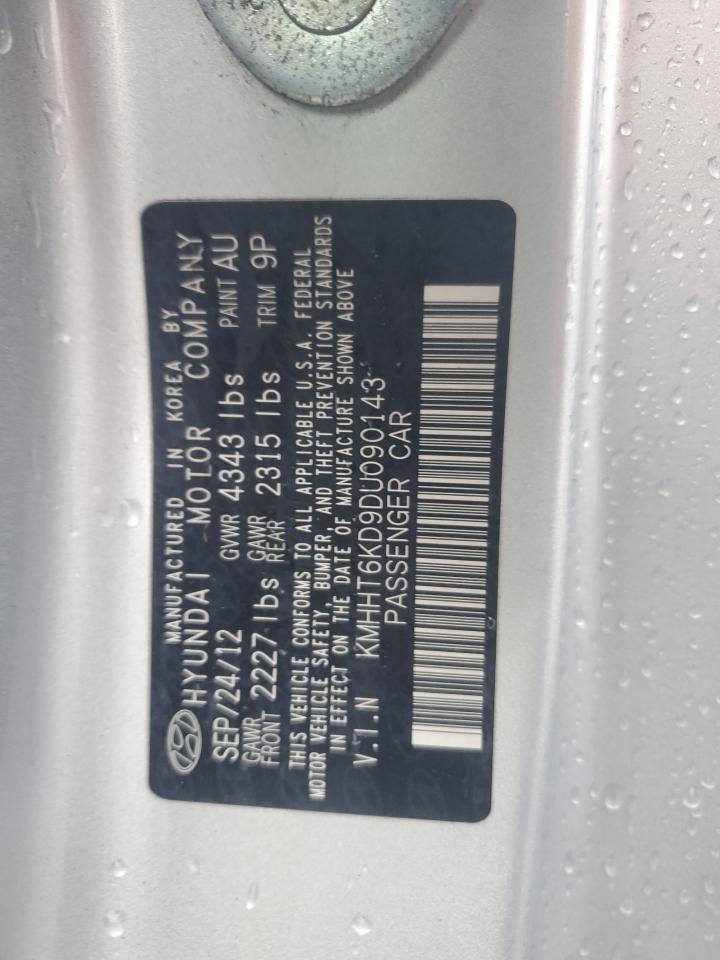 MANUFACTURED IN KOREA BY
HYUNDAI MOTOR COMPANY
SEP/24/12 GVWR 4343 lbs PAINT AU
GAWR FRONT 2227 lbs GAWR REAR 2315 lbs TRIM 9P
THIS VEHICLE CONFORMS TO ALL APPLICABLE U.S.A. FEDERAL
MOTOR VEHICLE SAFETY, BUMPER, AND THEFT PREVENTION STANDARDS
IN EFFECT ON THE DATE OF MANUFACTURE SHOWN ABOVE
V.I.N KMHHT6KD9DU090143
PASSENGER CAR